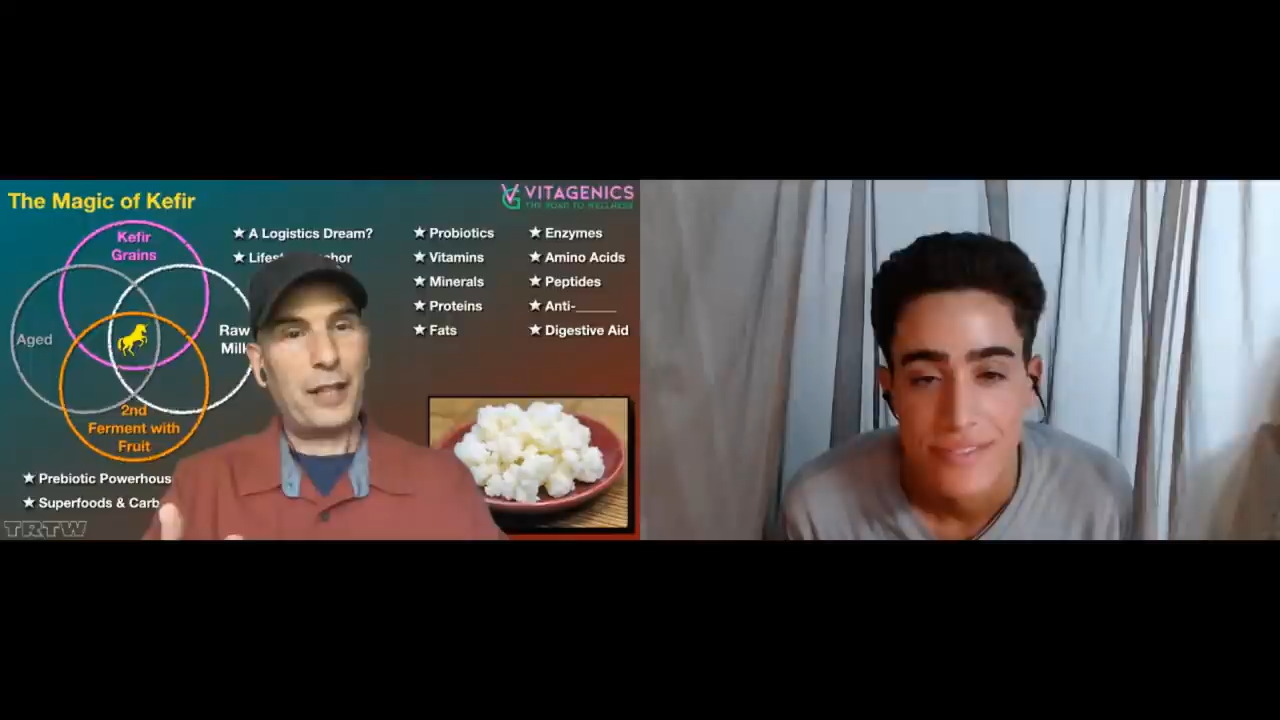 The Magic of Kefir
VITAGENICS
THE ROAD TO WELLNESS
Kefir
Grains
Aged
Raw
2nd
Ferment with
Fruit
★ A Logistics Dream?
★ Probiotics
★ Vitamins
★ Minerals
★ Proteins
★ Fats
★ Enzymes
★ Amino Acids
★ Peptides
★ Anti-______
★ Digestive Aid
★ Prebiotic Powerhous
★ Superfoods & Carb
TRTW